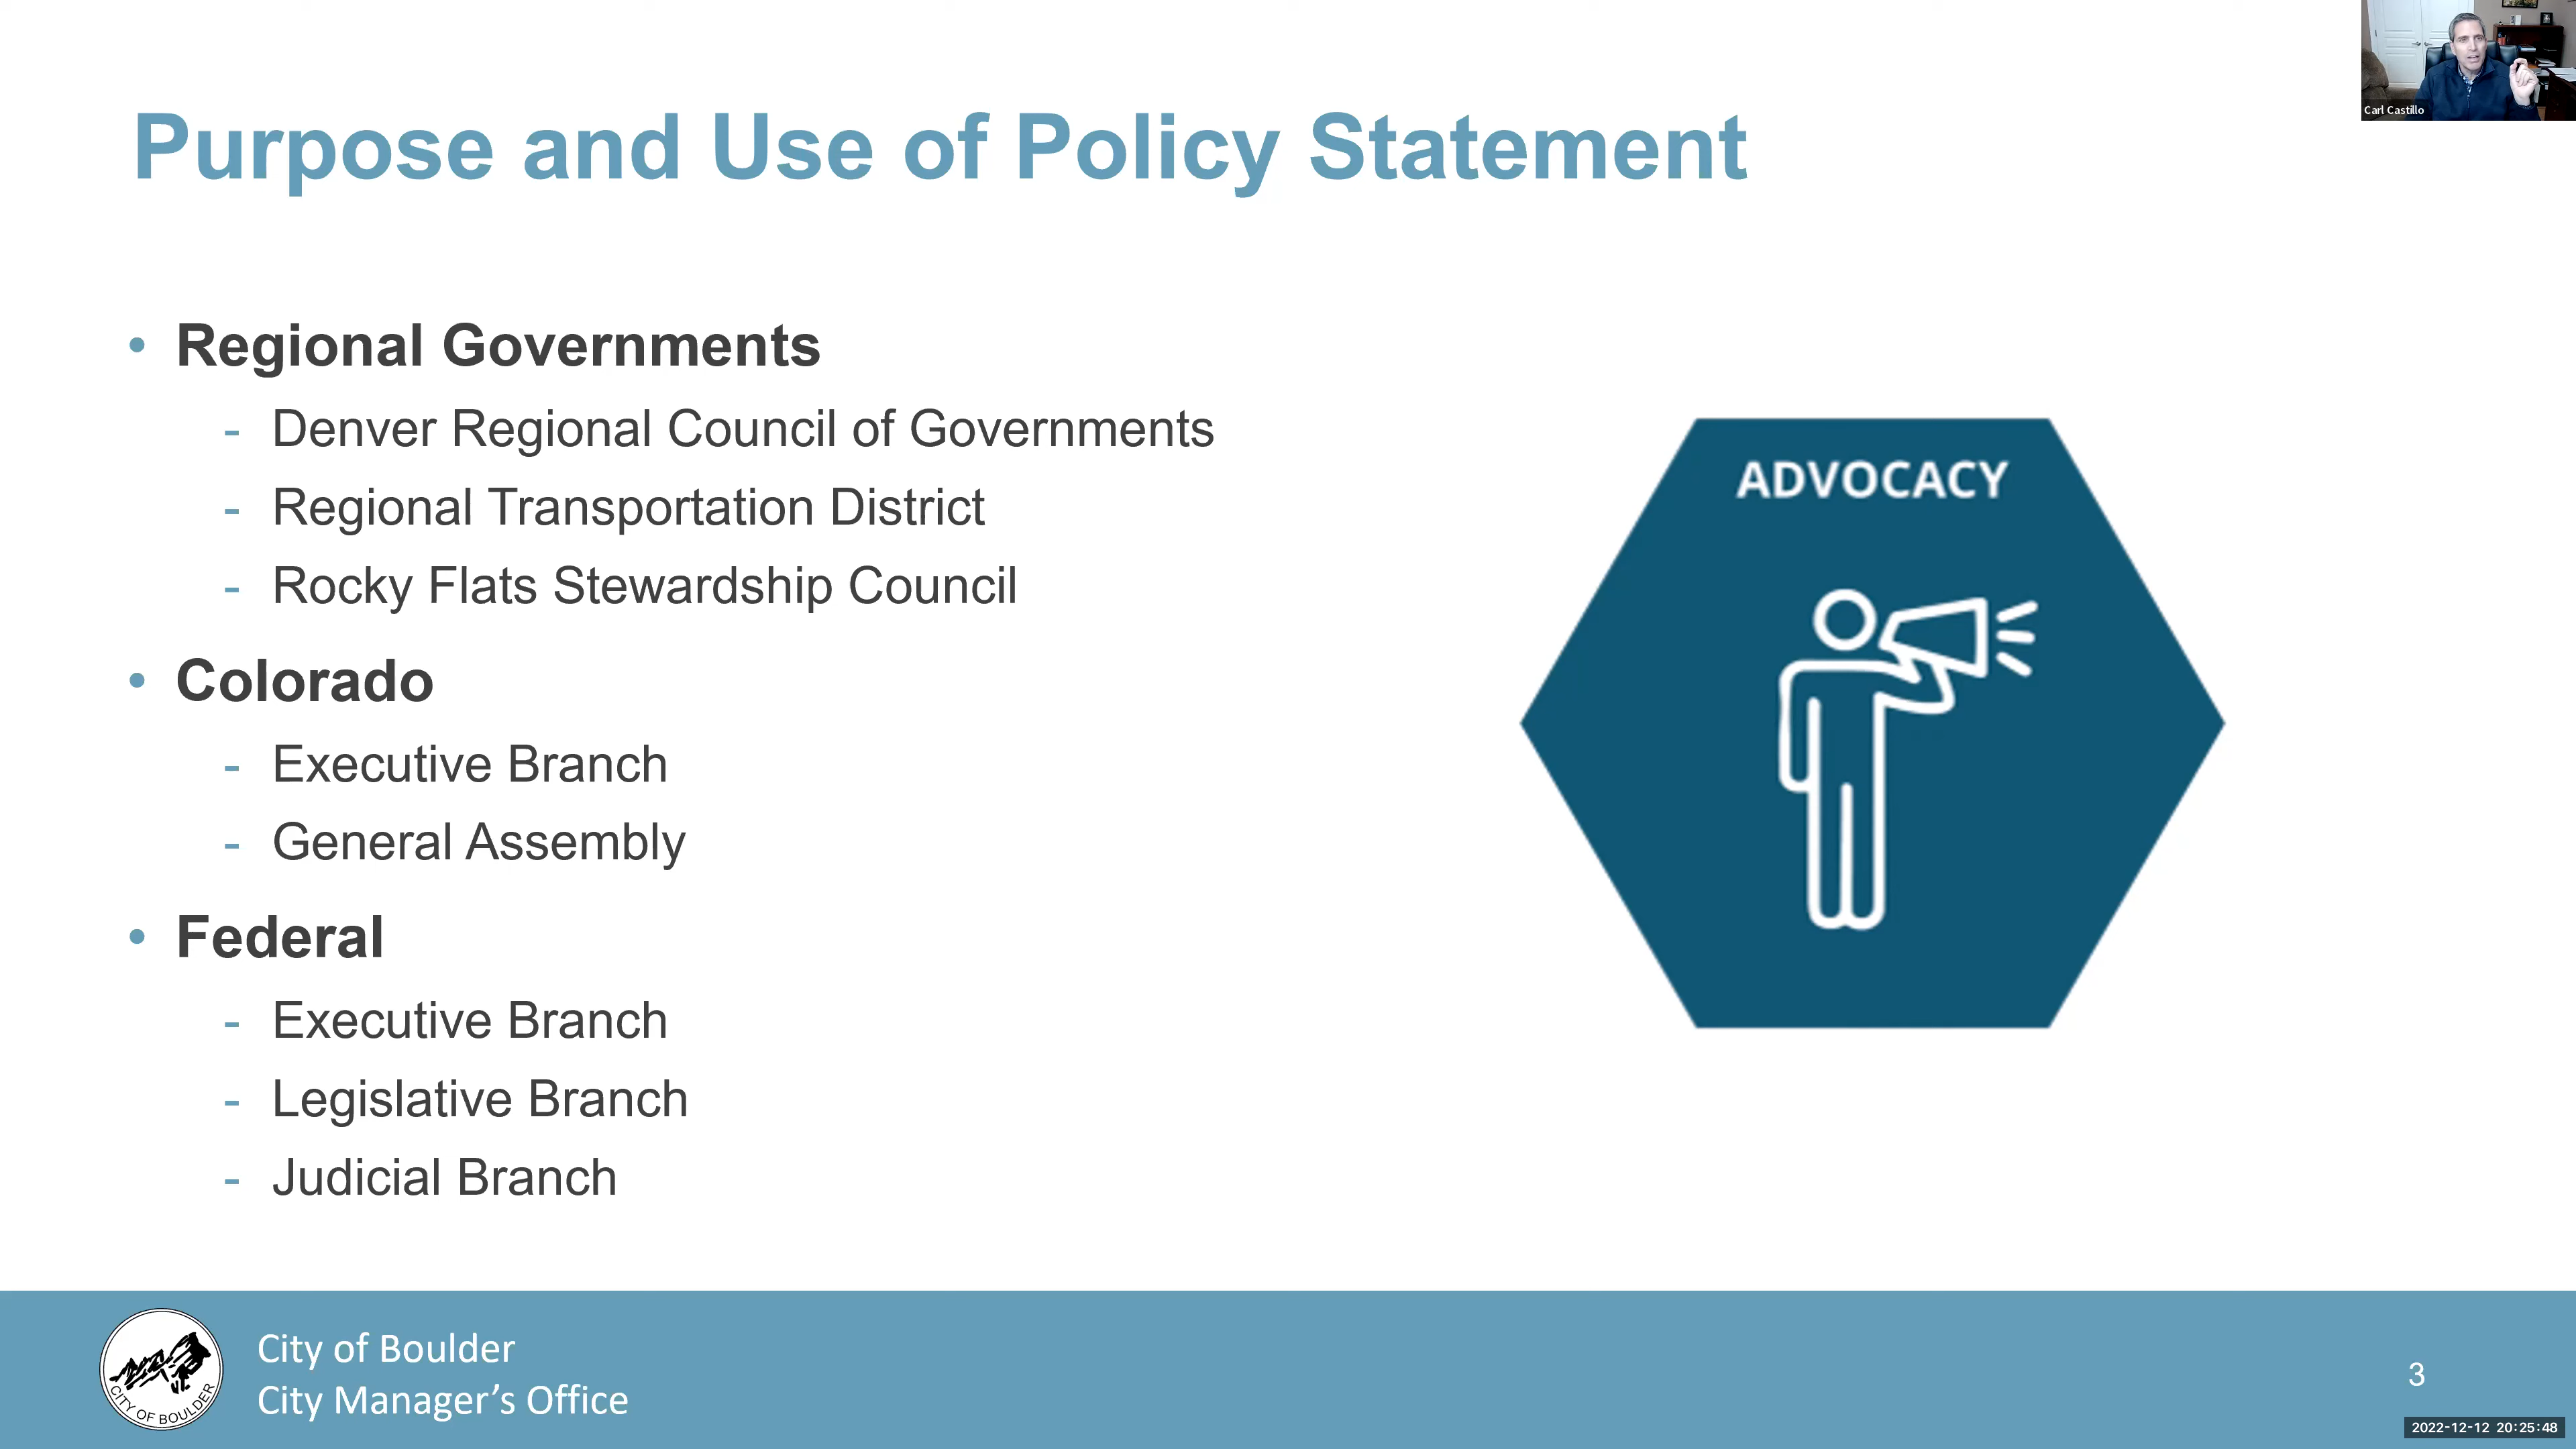 Carl Castillo
Purpose and Use of Policy Statement
• Regional Governments
- Denver Regional Council of Governments
- Regional Transportation District
- Rocky Flats Stewardship Council
• Colorado
- Executive Branch
- General Assembly
• Federal
- Executive Branch
- Legislative Branch
- Judicial Branch
ADVOCACY
CITY OF BOULDER
City of Boulder
City Manager’s Office
3
2022-12-12 20:25:48